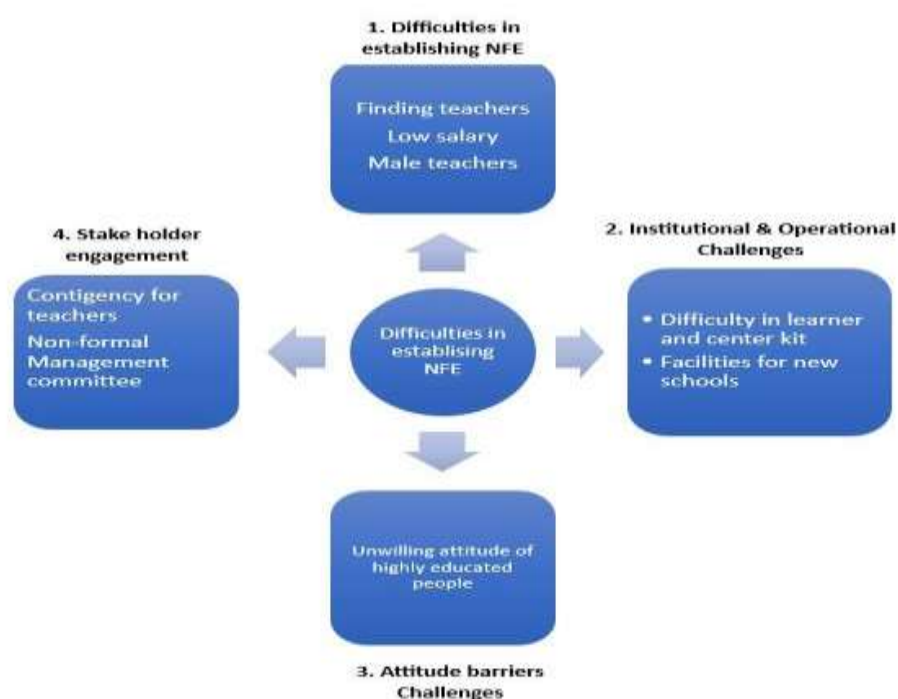 1. Difficulties in
establishing NFE
Finding teachers
Low salary
Male teachers
4. Stake holder
engagement
Contigency for
teachers
Non-formal
Management
committee
Difficulties in
establising
NFE
2. Institutional & Operational
Challenges
• Difficulty in learner
and center kit
• Facilities for new
schools
Unwilling attitude of
highly educated
people
3. Attitude barriers
Challenges